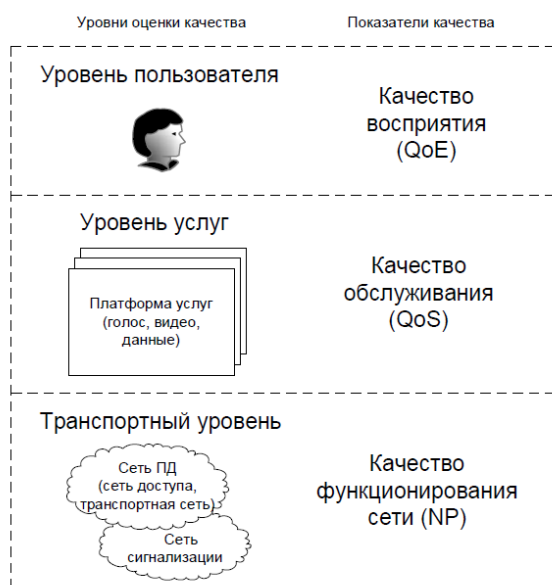 Уровни оценки качества
Показатели качества
Уровень пользователя
Качество
восприятия
(QoE)
Уровень услуг
Платформа услуг
(голос, видео,
данные)
Качество
обслуживания
(QoS)
Транспортный уровень
Сеть ПД
(сеть доступа,
транспортная сеть)
Сеть
сигнализации
Качество
функционирования
сети (NP)